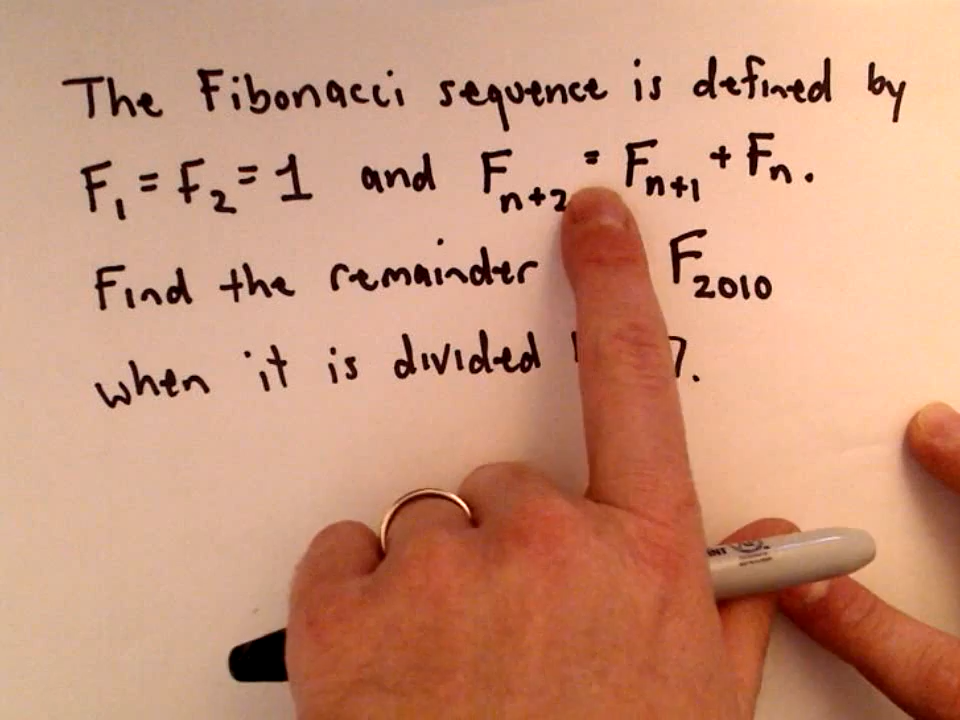 The Fibonacci sequence is defined by
F₁ = F₂ = 1 and Fₙ₊₂ = Fₙ₊₁ + Fₙ.
Find the remainder F₂₀₁₀
when it is divided 7.